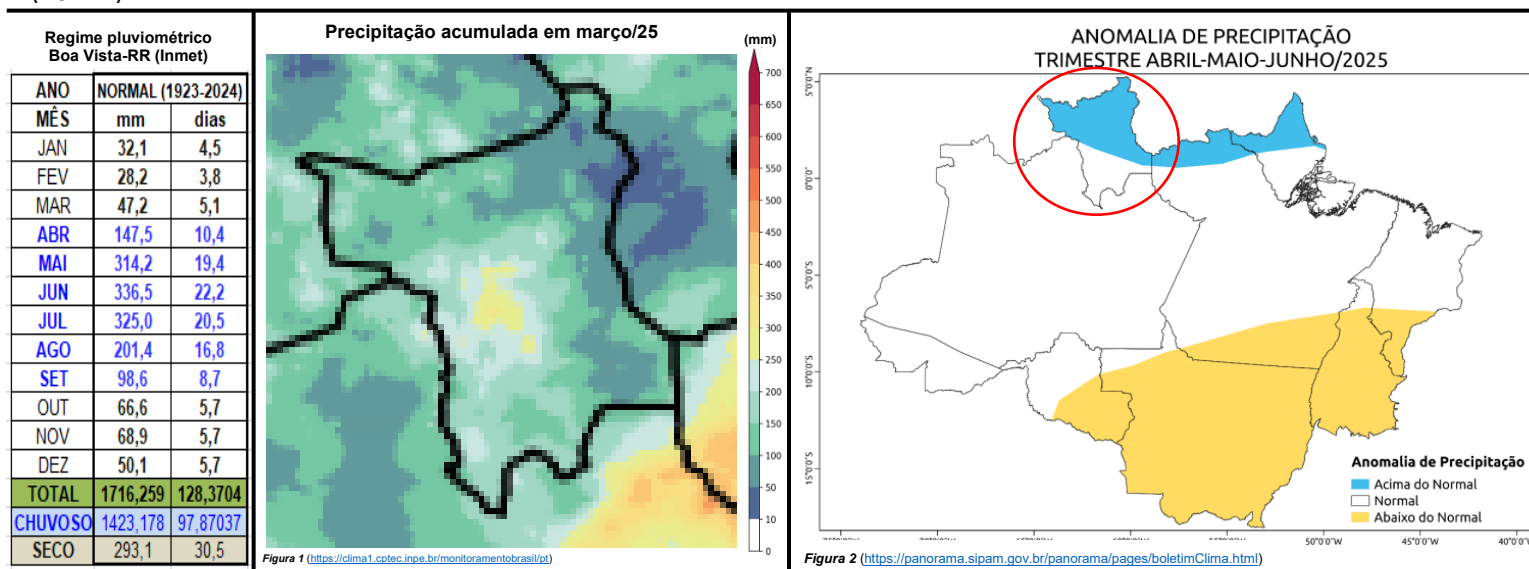 Regime pluviométrico
Boa Vista-RR (Inmet)
ANO NORMAL (1923-2024)
MÊS mm dias
JAN 32,1 4,5
FEV 28,2 3,8
MAR 47,2 5,1
ABR 147,5 10,4
MAI 314,2 19,4
JUN 336,5 22,2
JUL 325,0 20,5
AGO 201,4 16,8
SET 98,6 8,7
OUT 66,6 5,7
NOV 68,9 5,7
DEZ 50,1 5,7
TOTAL 1716,259 128,3704
CHUVOSO 1423,178 97,87037
SECO 293,1 30,5
Precipitação acumulada em março/25
(mm)
700
650
600
550
500
450
400
350
300
250
200
150
100
50
10
0
Figura 1 (https://clima1.cptec.inpe.br/monitoramentobrasil/pt)
ANOMALIA DE PRECIPITAÇÃO
TRIMESTRE ABRIL-MAIO-JUNHO/2025
5°0'0"N
0°0'0"
5°0'0"S
10°0'0"S
15°0'0"S
50°0'0"W 45°0'0"W
Anomalia de Precipitação
Acima do Normal
Normal
Abaixo do Normal
Figura 2 (https://panorama.sipam.gov.br/panorama/pages/boletimClima.html)